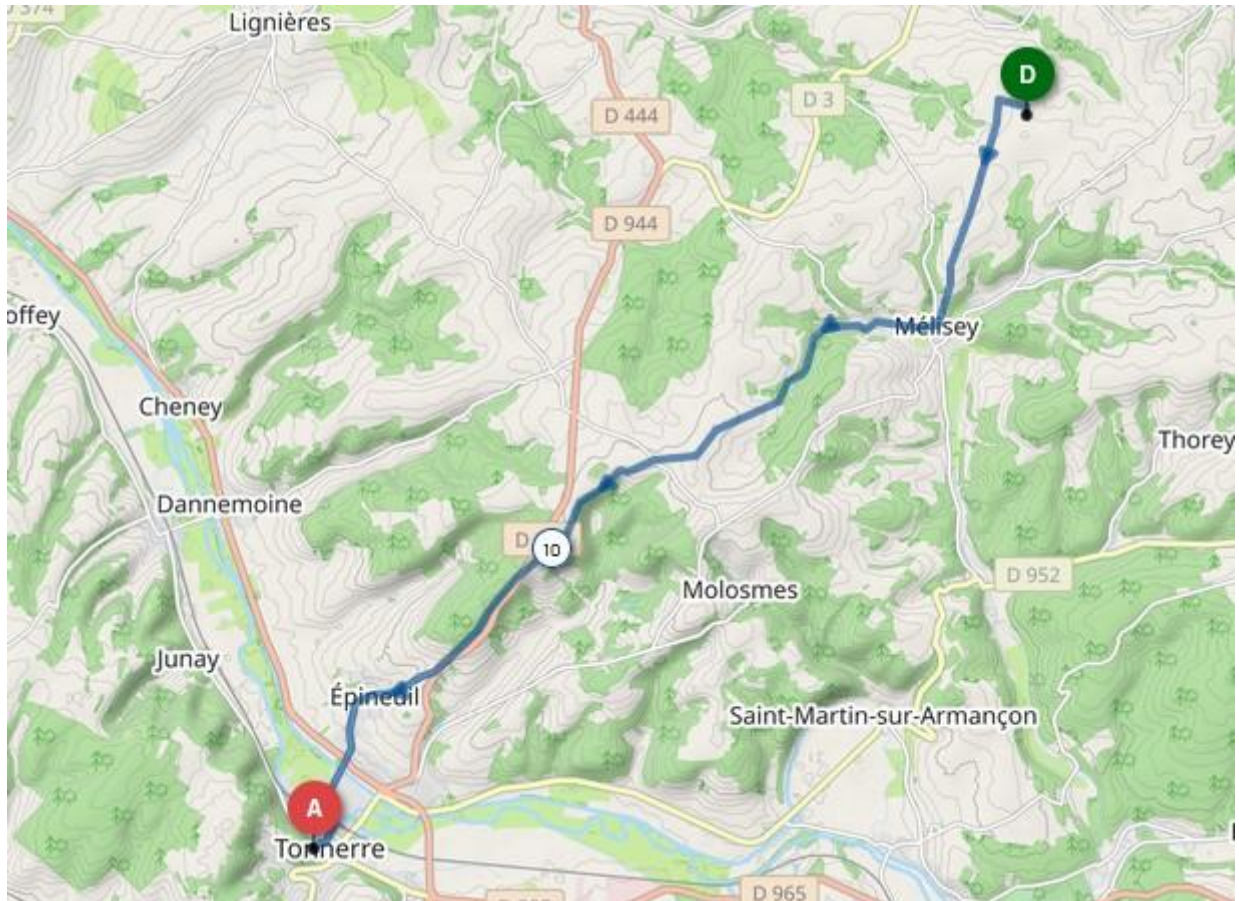 Lignières
D
D 3
D 444
D 944
Mélisey
Cheney
Thorey
Dannemoine
10
D 952
Molosmes
Junay
Épineuil
Saint-Martin-sur-Armançon
A
Tonnerre
D 965